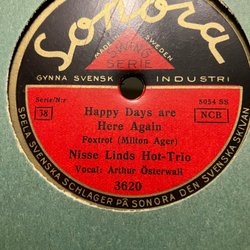 Sonora
MADE IN SWEDEN
SWING
SERIE
GYNNA SVENSK INDUSTRI
Serie/N:r
38
5054 SS
NCB
Happy Days are
Here Again
Foxtrot (Milton Ager)
Nisse Linds Hot-Trio
Vocal: Arthur Österwall
3620
SPELA SVENSKA SCHLAGER PÅ SONORA DEN SVENSKA SKIVAN